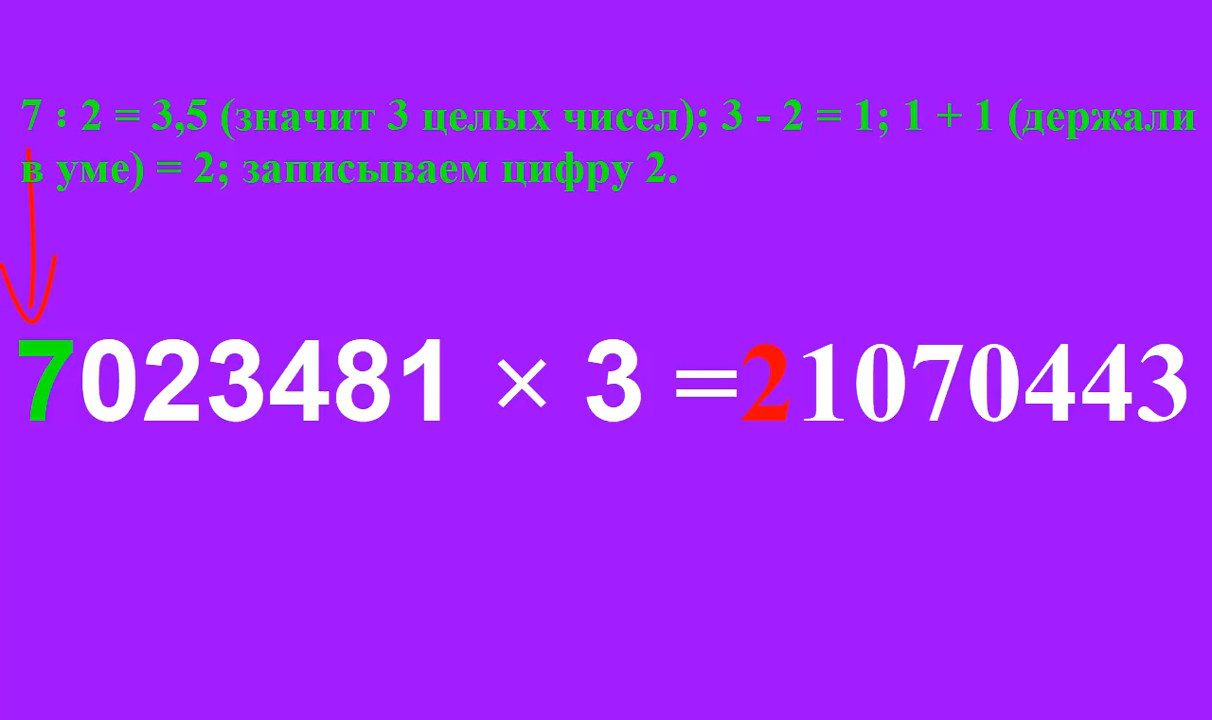 7 : 2 = 3,5 (значит 3 целых чисел); 3 - 2 = 1; 1 + 1 (держали
в уме) = 2; записываем цифру 2.
7023481 × 3 =21070443